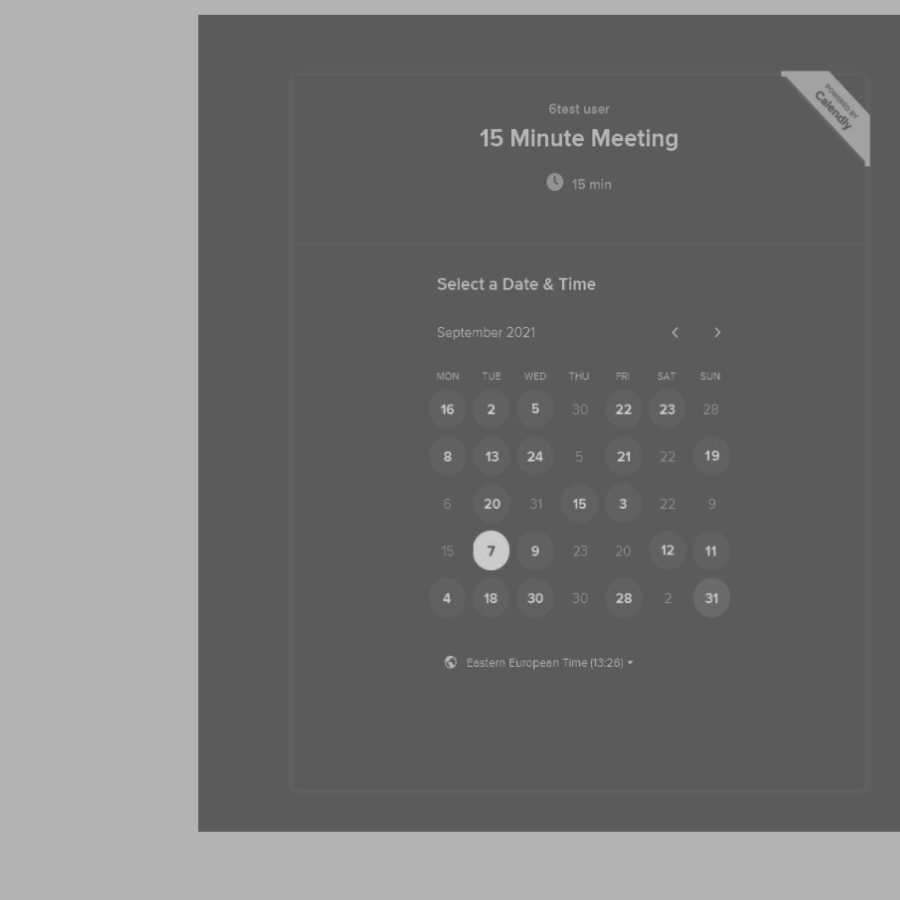 POWERED BY
Calendly
6test user
15 Minute Meeting
15 min
Select a Date & Time
September 2021
MON TUE WED THU FRI SAT SUN
16 2 5 30 22 23 28
8 13 24 5 21 22 19
6 20 31 15 3 22 9
15 7 9 23 20 12 11
4 18 30 30 28 2 31
Eastern European Time (13:26)